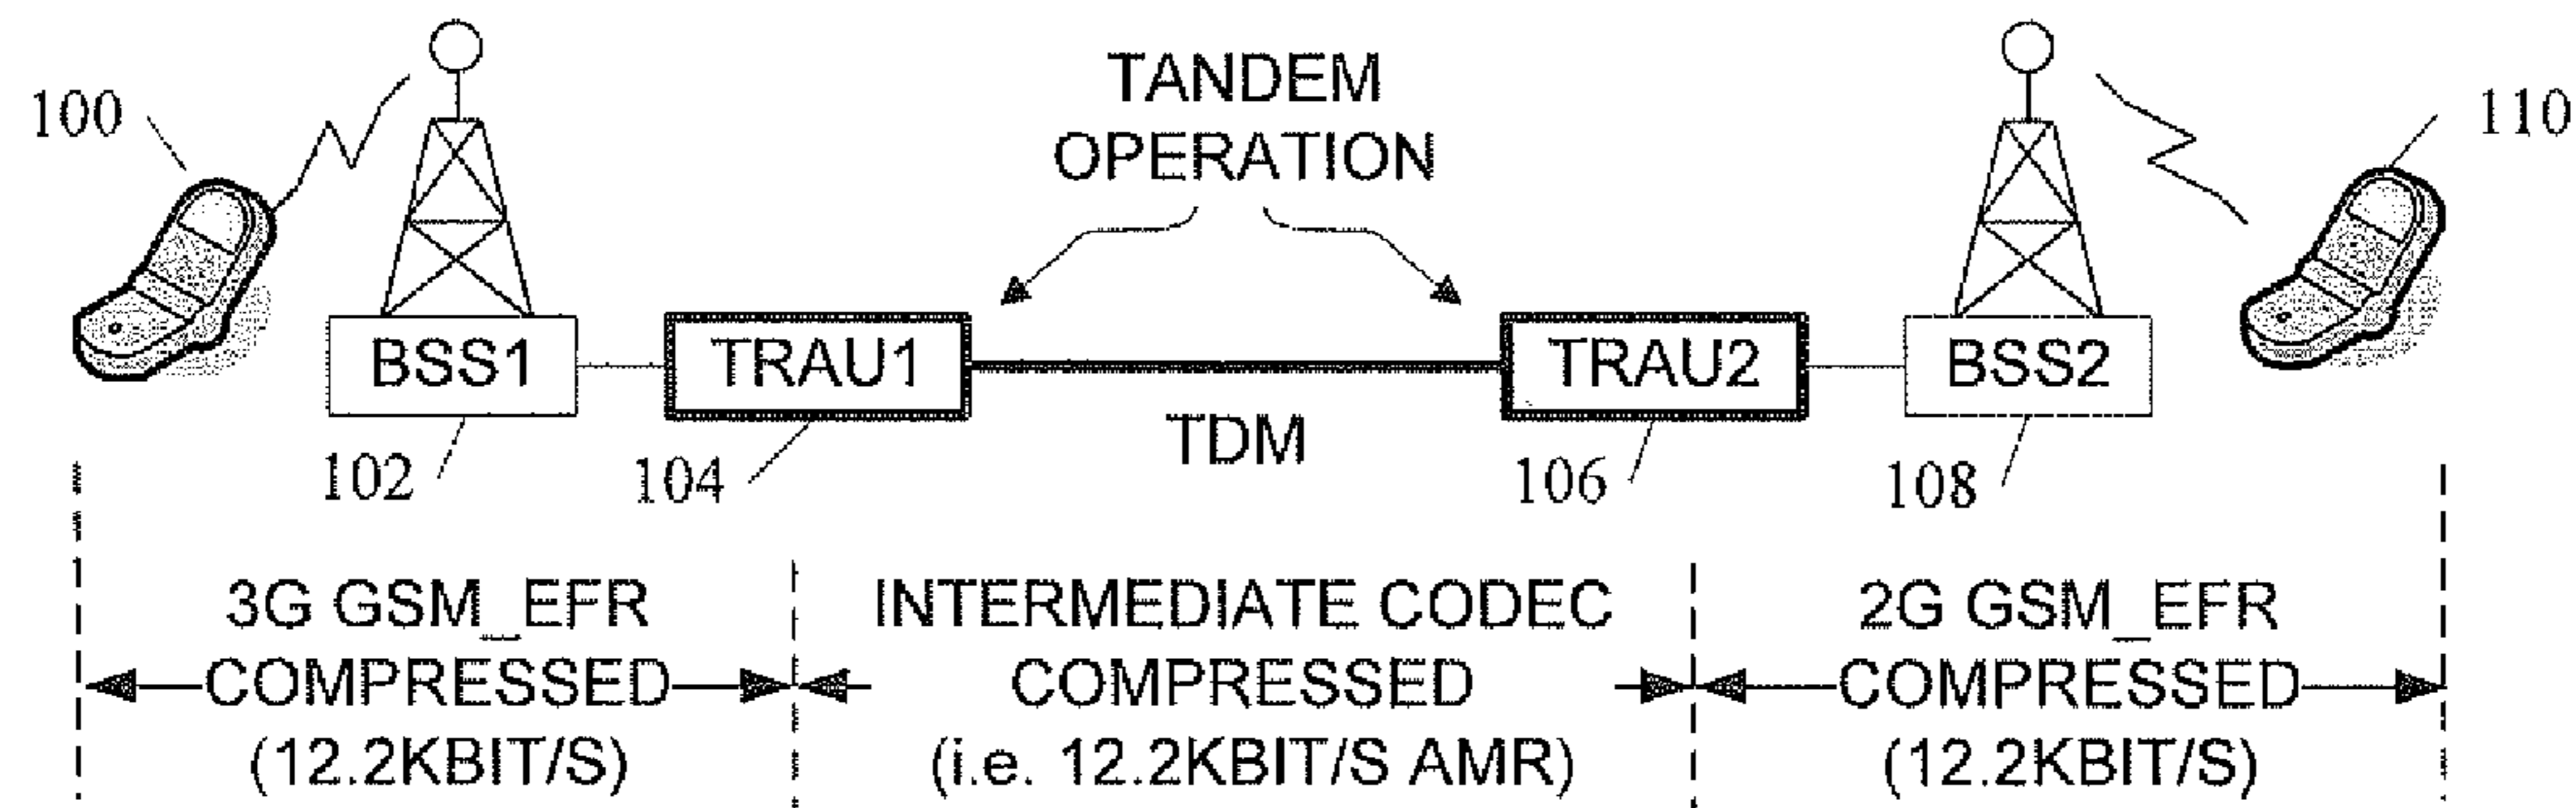 100
TANDEM
OPERATION
110
BSS1
TRAU1
TRAU2
BSS2
TDM
102
104
106
108
3G GSM_EFR
COMPRESSED
(12.2KBIT/S)
INTERMEDIATE CODEC
COMPRESSED
(i.e. 12.2KBIT/S AMR)
2G GSM_EFR
COMPRESSED
(12.2KBIT/S)